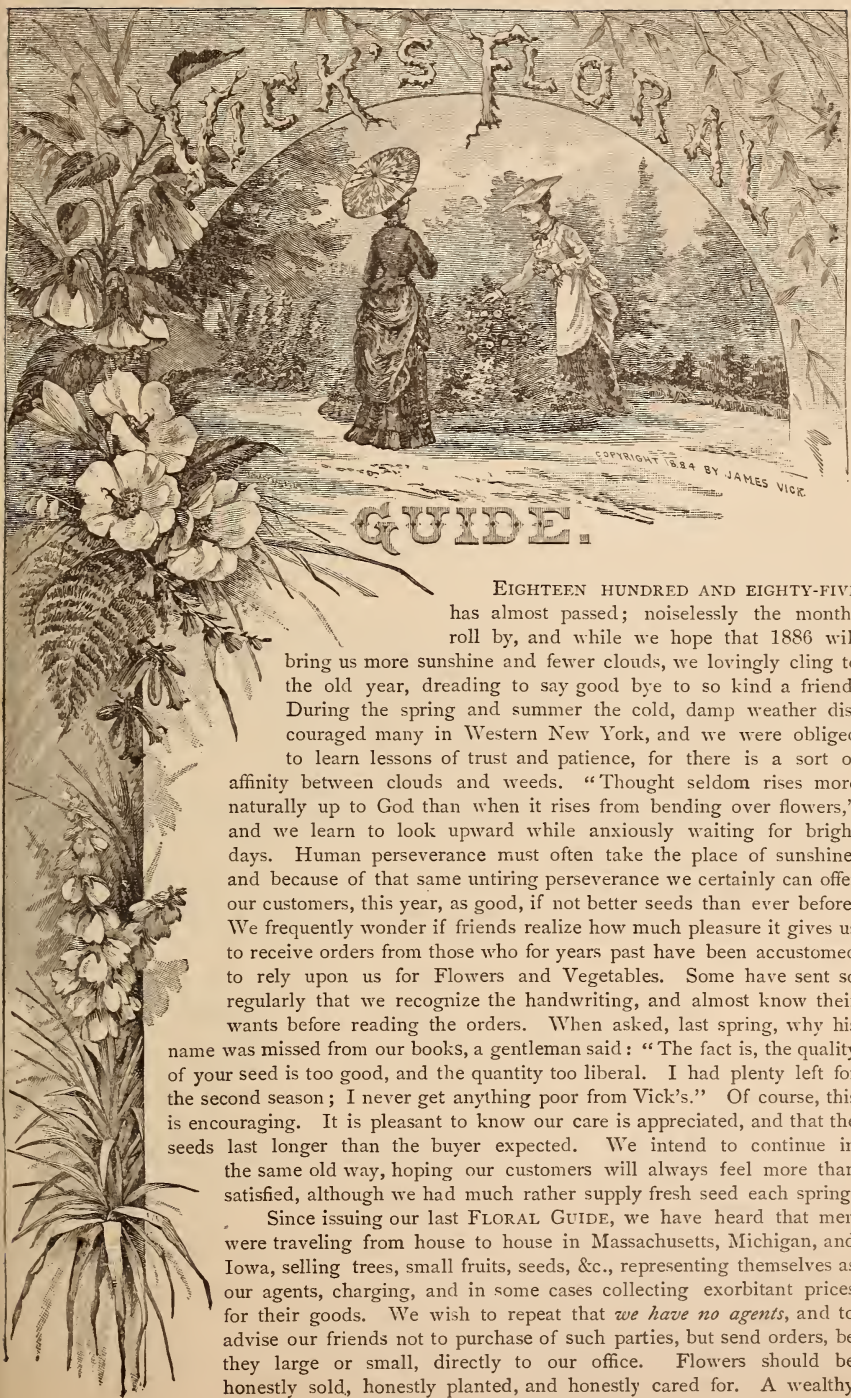 VICK'S FLORAL
COPYRIGHT 1884 BY JAMES VICK.
GUIDE.
EIGHTEEN HUNDRED AND EIGHTY-FIVE
has almost passed; noiselessly the month
roll by, and while we hope that 1886 wil
bring us more sunshine and fewer clouds, we lovingly cling to
the old year, dreading to say good bye to so kind a friend
During the spring and summer the cold, damp weather dis
couraged many in Western New York, and we were obliged
to learn lessons of trust and patience, for there is a sort o
affinity between clouds and weeds. "Thought seldom rises more
naturally up to God than when it rises from bending over flowers,"
and we learn to look upward while anxiously waiting for brigh
days. Human perseverance must often take the place of sunshine
and because of that same untiring perseverance we certainly can offe
our customers, this year, as good, if not better seeds than ever before
We frequently wonder if friends realize how much pleasure it gives us
to receive orders from those who for years past have been accustomed
to rely upon us for Flowers and Vegetables. Some have sent so
regularly that we recognize the handwriting, and almost know their
wants before reading the orders. When asked, last spring, why his
name was missed from our books, a gentleman said: "The fact is, the quality
of your seed is too good, and the quantity too liberal. I had plenty left for
the second season; I never get anything poor from Vick's." Of course, this
is encouraging. It is pleasant to know our care is appreciated, and that the
seeds last longer than the buyer expected. We intend to continue in
the same old way, hoping our customers will always feel more than
satisfied, although we had much rather supply fresh seed each spring
Since issuing our last FLORAL GUIDE, we have heard that men
were traveling from house to house in Massachusetts, Michigan, and
Iowa, selling trees, small fruits, seeds, &c., representing themselves as
our agents, charging, and in some cases collecting exorbitant prices
for their goods. We wish to repeat that we have no agents, and to
advise our friends not to purchase of such parties, but send orders, be
they large or small, directly to our office. Flowers should be
honestly sold, honestly planted, and honestly cared for. A wealthy